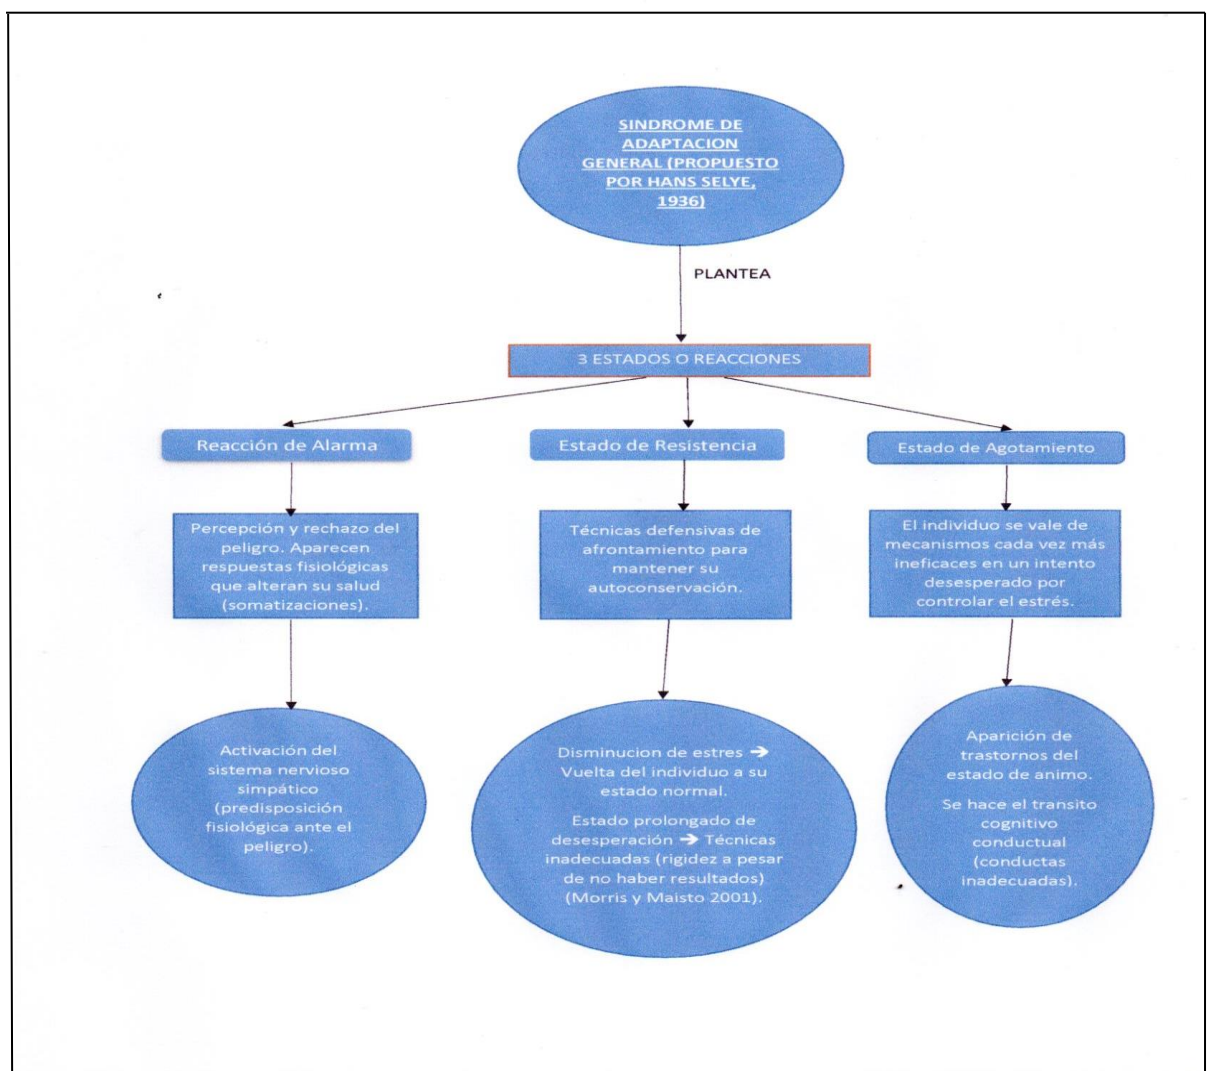 SINDROME DE
ADAPTACION
GENERAL (PROPUESTO
POR HANS SELYE,
1936)
PLANTEA
3 ESTADOS O REACCIONES
Reacción de Alarma
Estado de Resistencia
Estado de Agotamiento
Percepción y rechazo del
peligro. Aparecen
respuestas fisiológicas
que alteran su salud
(somatizaciones).
Técnicas defensivas de
afrontamiento para
mantener su
autoconservación.
El individuo se vale de
mecanismos cada vez más
ineficaces en un intento
desesperado por
controlar el estrés.
Activación del
sistema nervioso
simpático
(predisposición
fisiológica ante el
peligro).
Disminucion de estres ➔
Vuelta del individuo a su
estado normal.
Estado prolongado de
desesperación ➔ Técnicas
inadecuadas (rigidez a pesar
de no haber resultados)
(Morris y Maisto 2001).
Aparición de
trastornos del
estado de animo.
Se hace el transito
cognitivo
conductual
(conductas
inadecuadas).